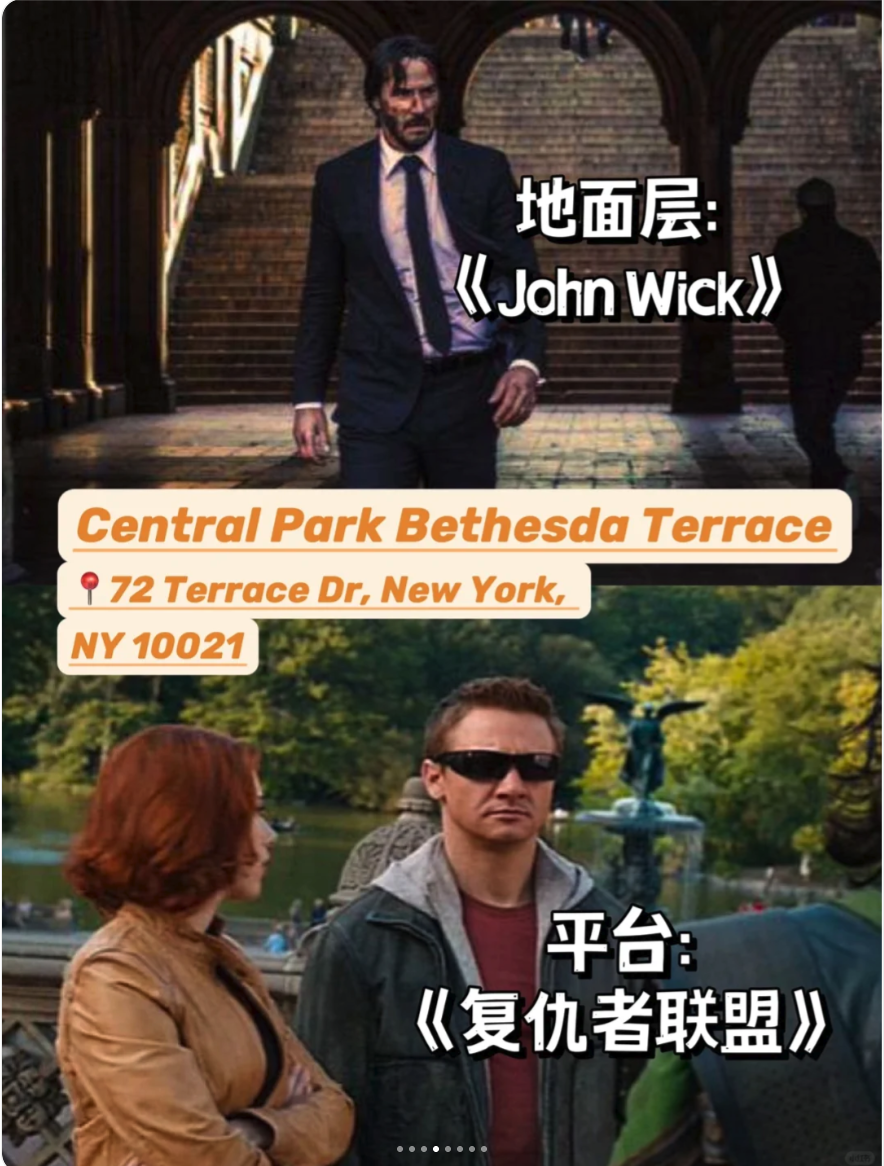 地面层:
《John Wick》
Central Park Bethesda Terrace
📍72 Terrace Dr, New York,
NY 10021
平台:
《复仇者联盟》